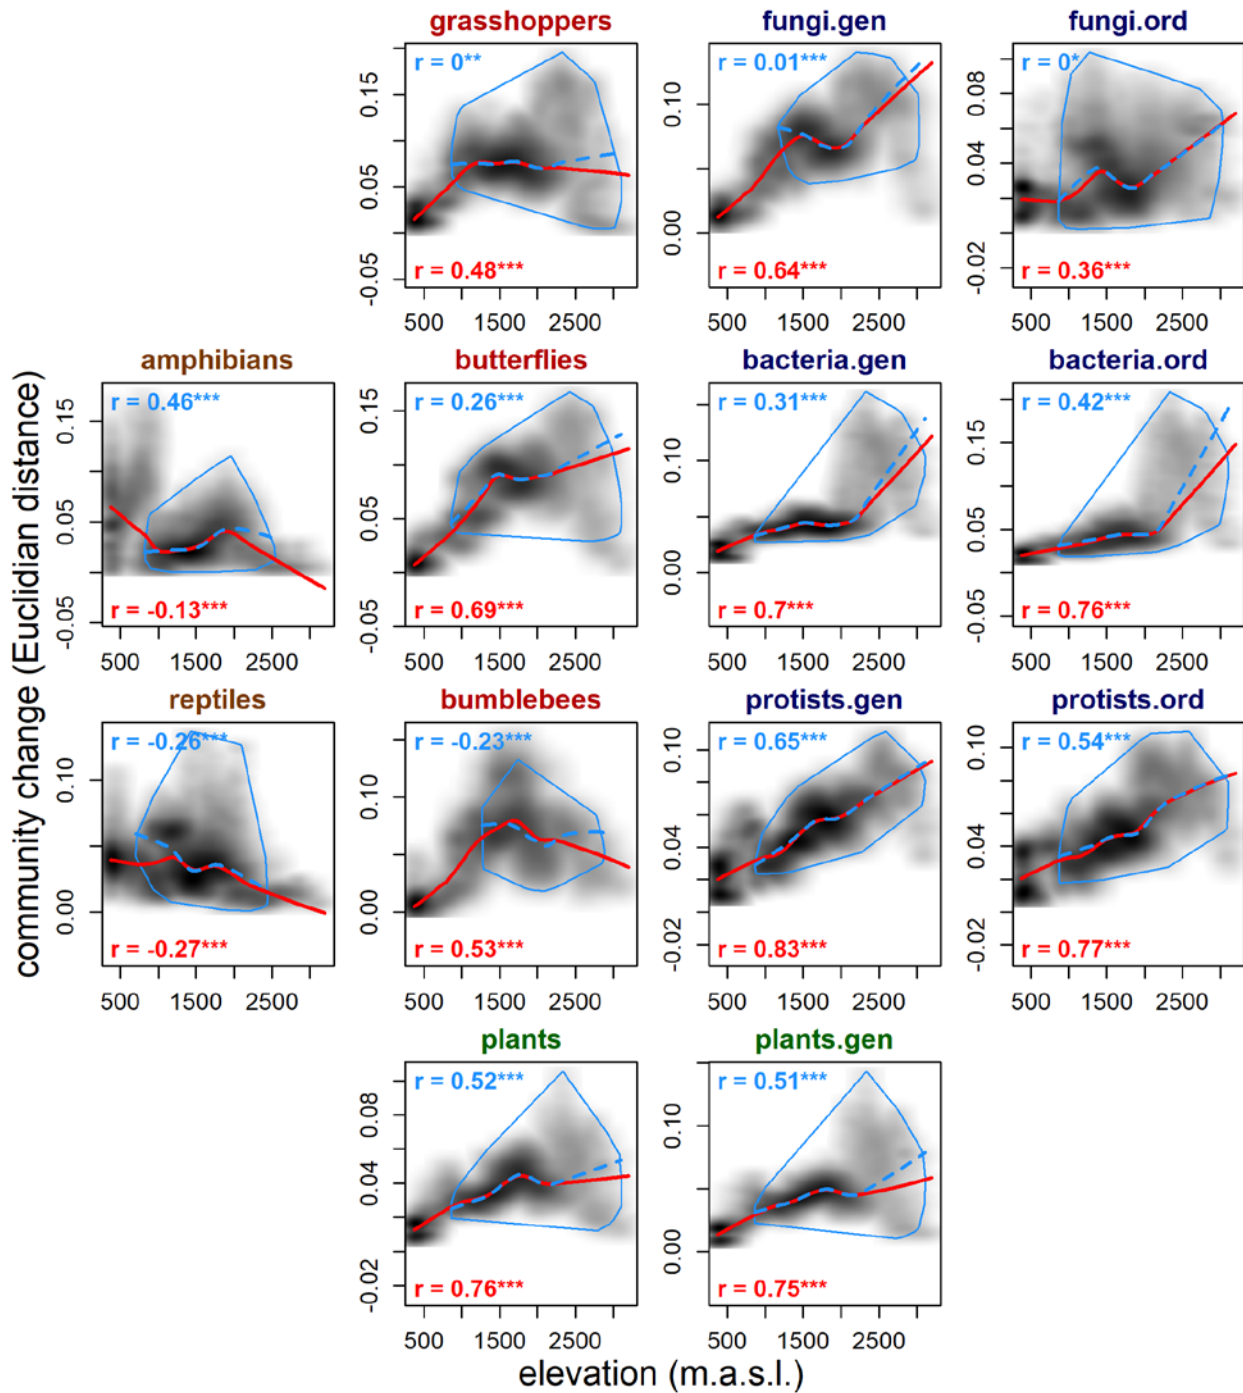 grasshoppers
fungi.gen
fungi.ord
r = 0**
r = 0.01***
r = 0*
0.15
0.05
-0.05
0.10
0.00
0.08
0.04
-0.02
r = 0.48***
r = 0.64***
r = 0.36***
500 1500 2500
500 1500 2500
500 1500 2500
amphibians
butterflies
bacteria.gen
bacteria.ord
r = 0.46***
r = 0.26***
r = 0.31***
r = 0.42***
0.15
0.05
-0.05
0.15
0.05
-0.05
0.10
0.00
0.15
0.05
-0.05
r = -0.13***
r = 0.69***
r = 0.7***
r = 0.76***
500 1500 2500
500 1500 2500
500 1500 2500
500 1500 2500
reptiles
bumblebees
protists.gen
protists.ord
r = -0.26***
r = -0.23***
r = 0.65***
r = 0.54***
0.10
0.00
0.10
0.00
0.10
0.04
-0.02
0.10
0.04
-0.02
r = -0.27***
r = 0.53***
r = 0.83***
r = 0.77***
500 1500 2500
500 1500 2500
500 1500 2500
500 1500 2500
plants
plants.gen
r = 0.52***
r = 0.51***
0.08
0.04
-0.02
0.10
0.00
r = 0.76***
r = 0.75***
500 1500 2500
500 1500 2500
community change (Euclidian distance)
elevation (m.a.s.l.)